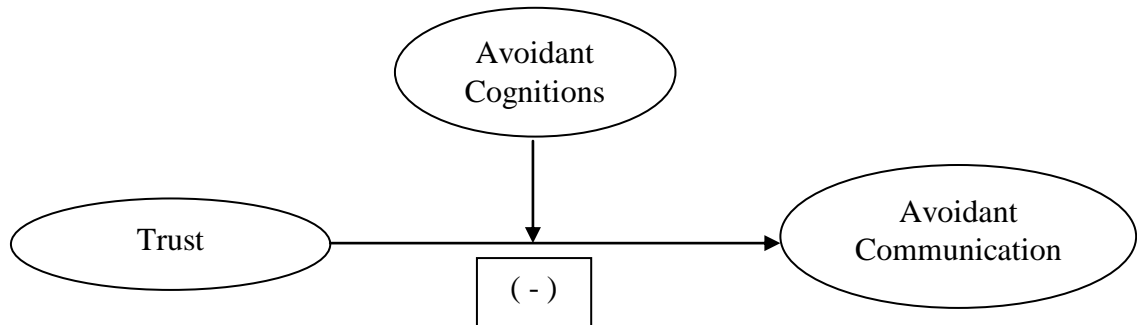 Avoidant
Cognitions
Trust
Avoidant
Communication
( - )